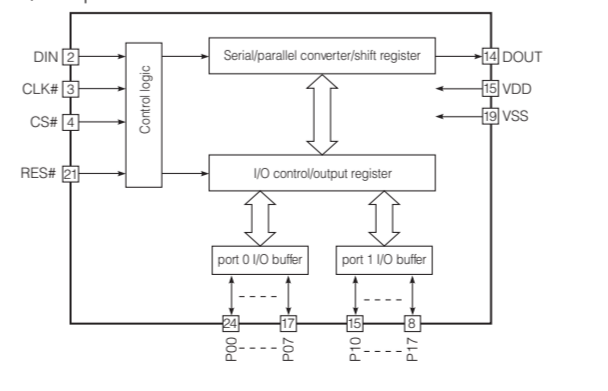 DIN 2
CLK# 3
CS# 4
RES# 21
Control logic
Serial/parallel converter/shift register
14 DOUT
15 VDD
19 VSS
I/O control/output register
port 0 I/O buffer
port 1 I/O buffer
24 17 15 8
P00 P07 P10 P17